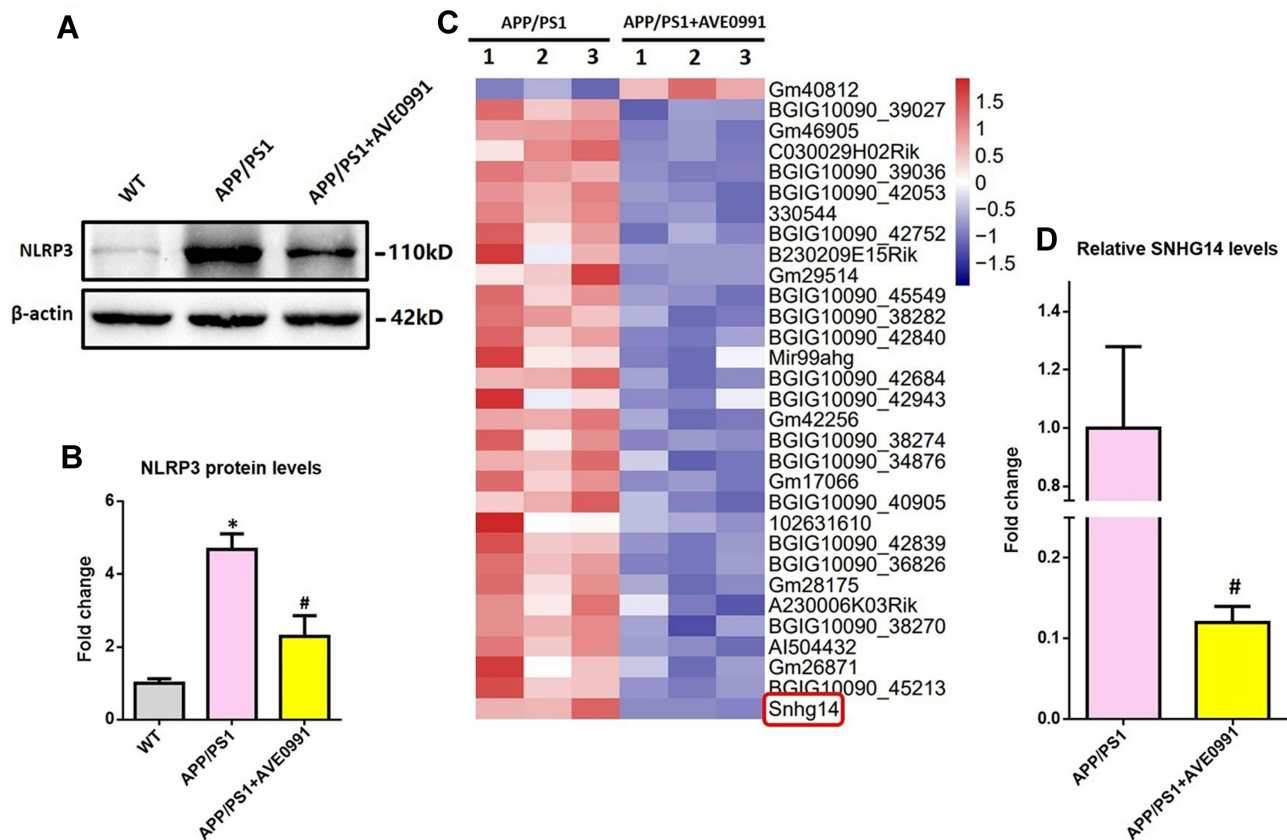 A
WT
APP/PS1
APP/PS1+AVE0991
NLRP3
-110kD
β-actin
-42kD
B
NLRP3 protein levels
Fold change
6
4
2
0
*
#
WT
APP/PS1
APP/PS1+AVE0991
C
APP/PS1
APP/PS1+AVE0991
1 2 3 1 2 3
Gm40812
BGIG10090_39027
Gm46905
C030029H02Rik
BGIG10090_39036
BGIG10090_42053
330544
BGIG10090_42752
B230209E15Rik
Gm29514
BGIG10090_45549
BGIG10090_38282
BGIG10090_42840
Mir99ahg
BGIG10090_42684
BGIG10090_42943
Gm42256
BGIG10090_38274
BGIG10090_34876
Gm17066
BGIG10090_40905
102631610
BGIG10090_42839
BGIG10090_36826
Gm28175
A230006K03Rik
BGIG10090_38270
AI504432
Gm26871
BGIG10090_45213
Snhg14
1.5
1
0.5
0
−0.5
−1
−1.5
D
Relative SNHG14 levels
Fold change
1.4
1.2
1.0
0.8
0.2
0.1
0.0
#
APP/PS1
APP/PS1+AVE0991